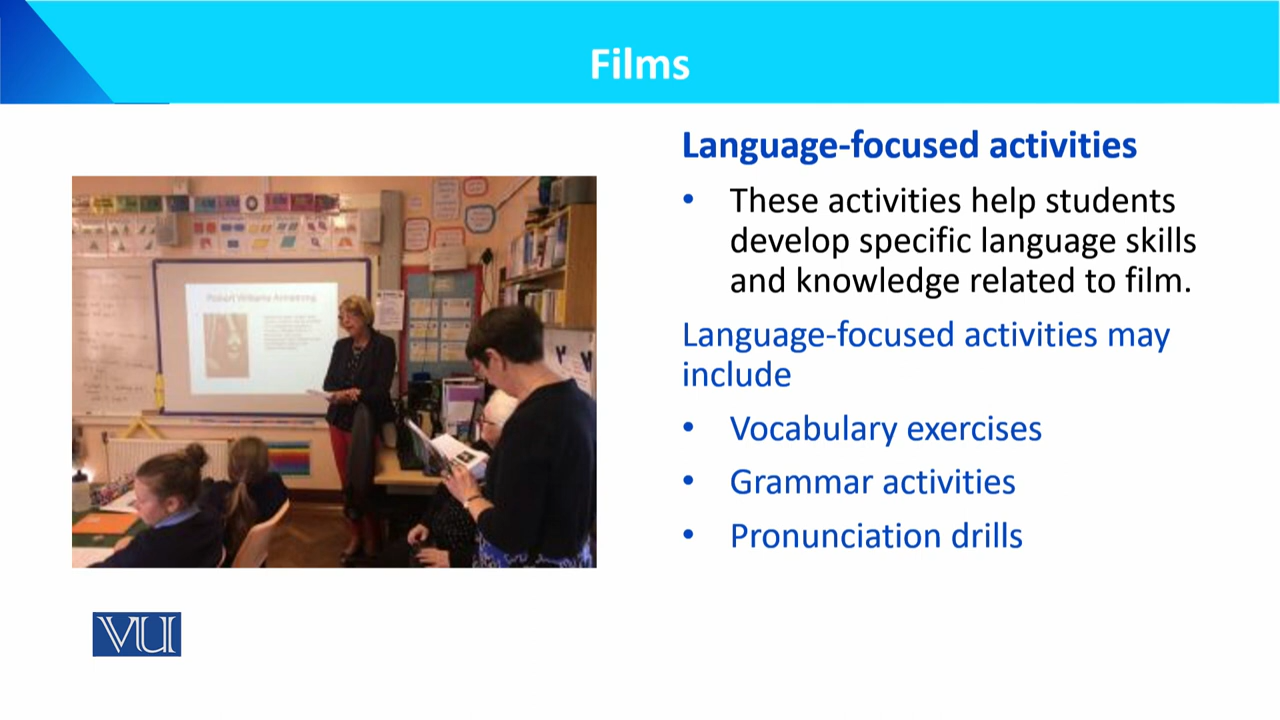 Films
Language-focused activities
• These activities help students
develop specific language skills
and knowledge related to film.
Language-focused activities may
include
• Vocabulary exercises
• Grammar activities
• Pronunciation drills
VU